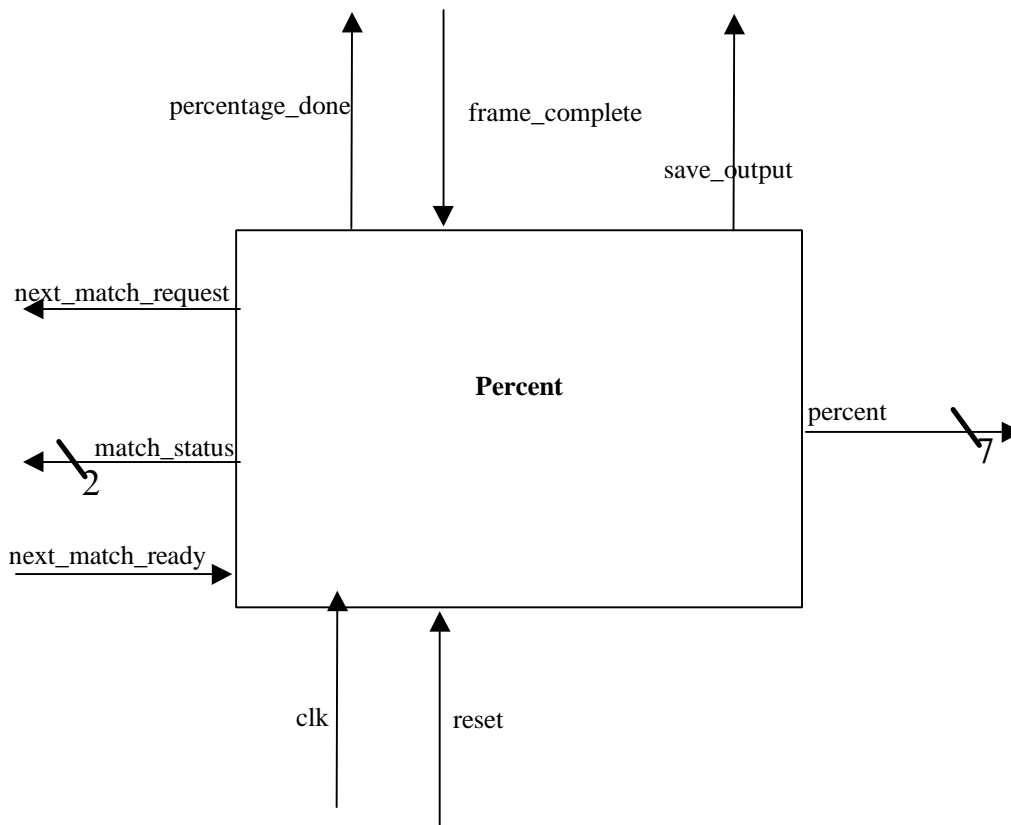 percentage_done
frame_complete
save_output
next_match_request
Percent
percent
7
match_status
2
next_match_ready
clk
reset